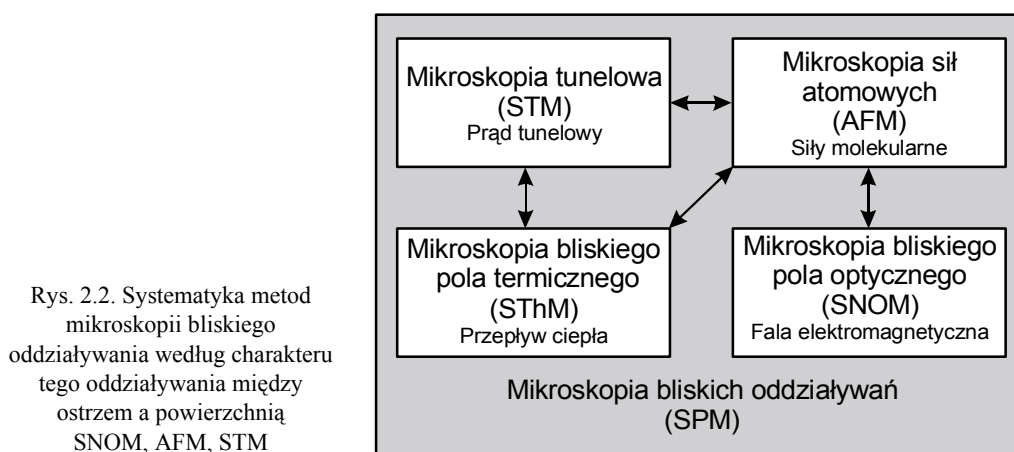 Mikroskopia tunelowa
(STM)
Prąd tunelowy
Mikroskopia sił
atomowych
(AFM)
Siły molekularne
Mikroskopia bliskiego
pola termicznego
(SThM)
Przepływ ciepła
Mikroskopia bliskiego
pola optycznego
(SNOM)
Fala elektromagnetyczna
Mikroskopia bliskich oddziaływań
(SPM)
Rys. 2.2. Systematyka metod
mikroskopii bliskiego
oddziaływania według charakteru
tego oddziaływania między
ostrzem a powierzchnią
SNOM, AFM, STM